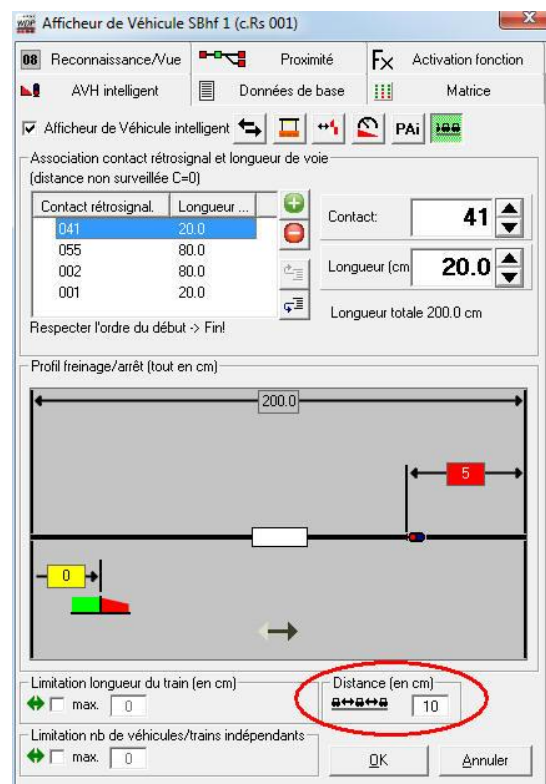 WDP Afficheur de Véhicule SBhf 1 (c.Rs 001)
08 Reconnaissance/Vue Proximité Fx Activation fonction
AVH intelligent Données de base Matrice
Afficheur de Véhicule intelligent PAi
Association contact rétrosignal et longueur de voie
(distance non surveillée C=0)
Contact rétrosignal. Longueur ...
041 20.0
055 80.0
002 80.0
001 20.0
Respecter l'ordre du début -> Fin!
Contact: 41
Longueur (cm 20.0
Longueur totale 200.0 cm
Profil freinage/arrêt (tout en cm)
200.0
5
0
Limitation longueur du train (en cm)
max. 0
Distance (en cm)
10
Limitation nb de véhicules/trains indépendants
max. 0
OK Annuler